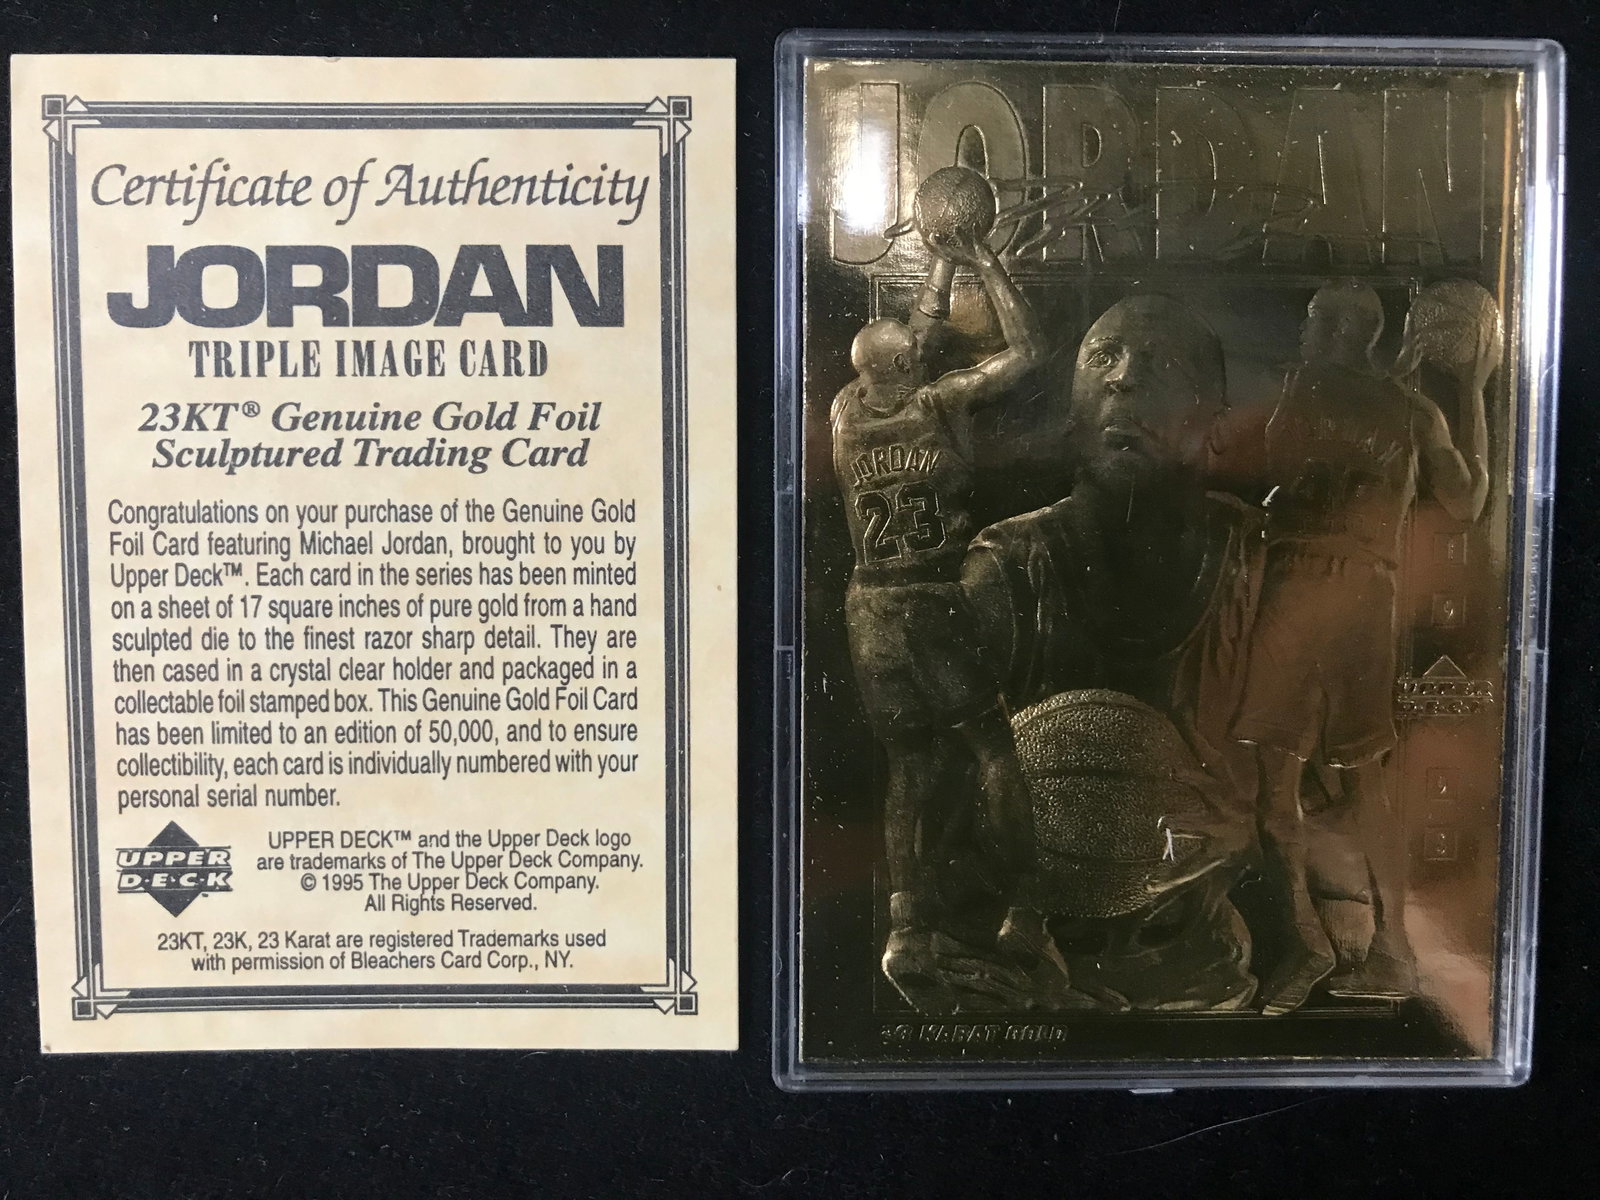 Certificate of Authenticity
JORDAN
TRIPLE IMAGE CARD
23KT® Genuine Gold Foil
Sculptured Trading Card
Congratulations on your purchase of the Genuine Gold
Foil Card featuring Michael Jordan, brought to you by
Upper Deck™. Each card in the series has been minted
on a sheet of 17 square inches of pure gold from a hand
sculpted die to the finest razor sharp detail. They are
then cased in a crystal clear holder and packaged in a
collectable foil stamped box. This Genuine Gold Foil Card
has been limited to an edition of 50,000, and to ensure
collectibility, each card is individually numbered with your
personal serial number.
UPPER
D·E·C·K
UPPER DECK™ and the Upper Deck logo
are trademarks of The Upper Deck Company.
© 1995 The Upper Deck Company.
All Rights Reserved.
23KT, 23K, 23 Karat are registered Trademarks used
with permission of Bleachers Card Corp., NY.
JORDAN
JORDAN
23
JORDAN
UPPER
D·E·C·K
23 KARAT GOLD